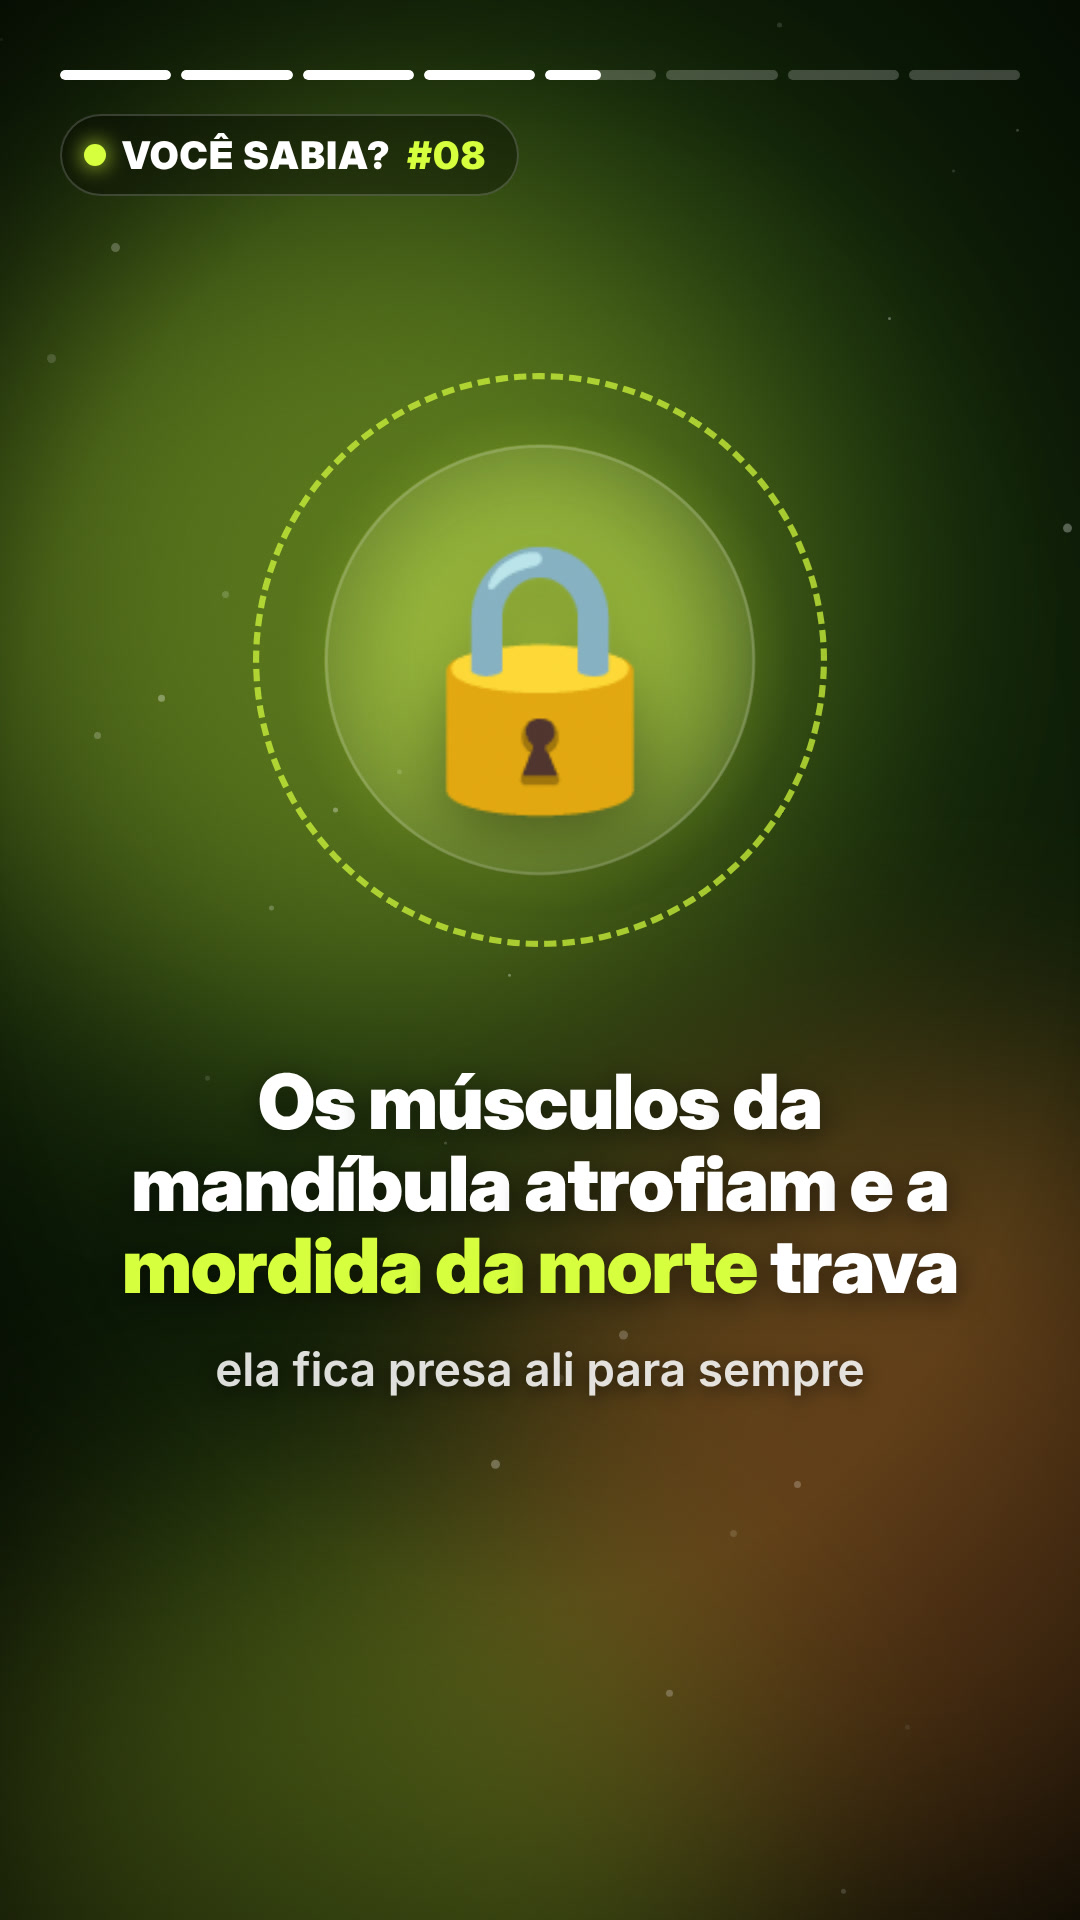 VOCÊ SABIA? #08
Os músculos da
mandíbula atrofiam e a
mordida da morte trava
ela fica presa ali para sempre